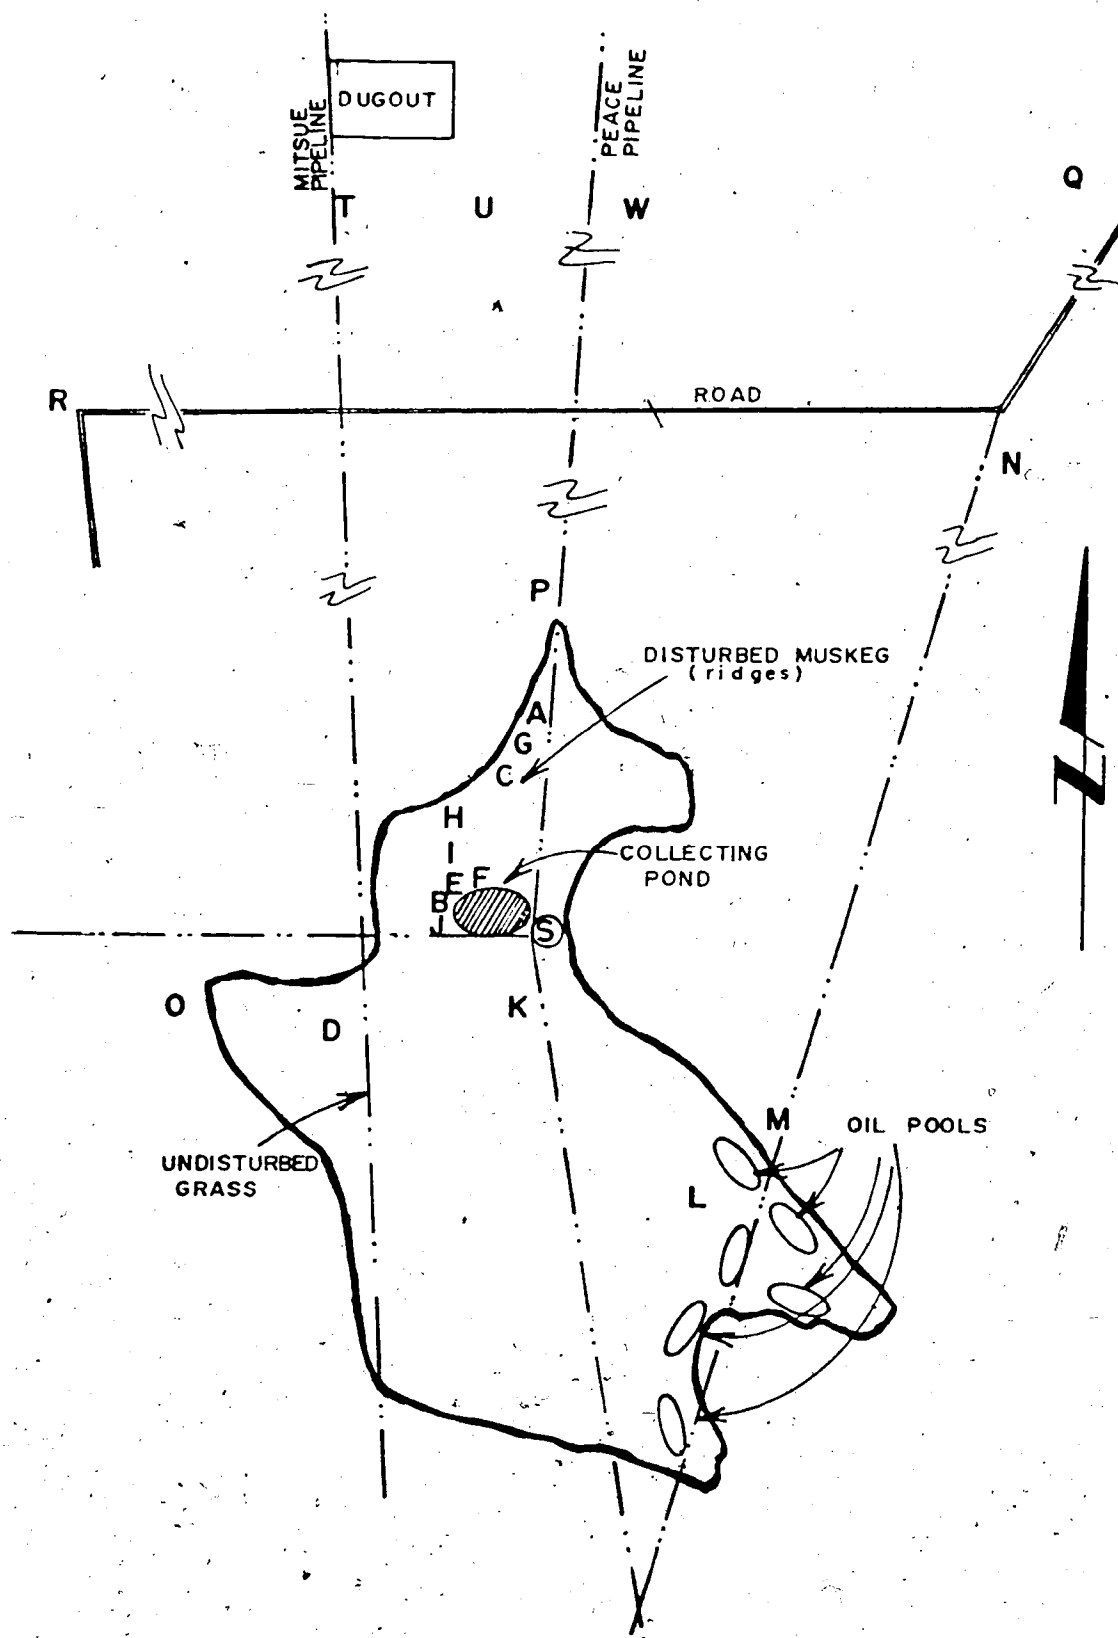 DUGOUT
MITSUE
PIPELINE
PEACE
PIPELINE
T
U
W
Q
R
ROAD
N
P
DISTURBED MUSKEG
(ridges)
A
G
C
H
I
COLLECTING
POND
E
F
B
J
S
O
D
K
N
M
OIL POOLS
UNDISTURBED
GRASS
L